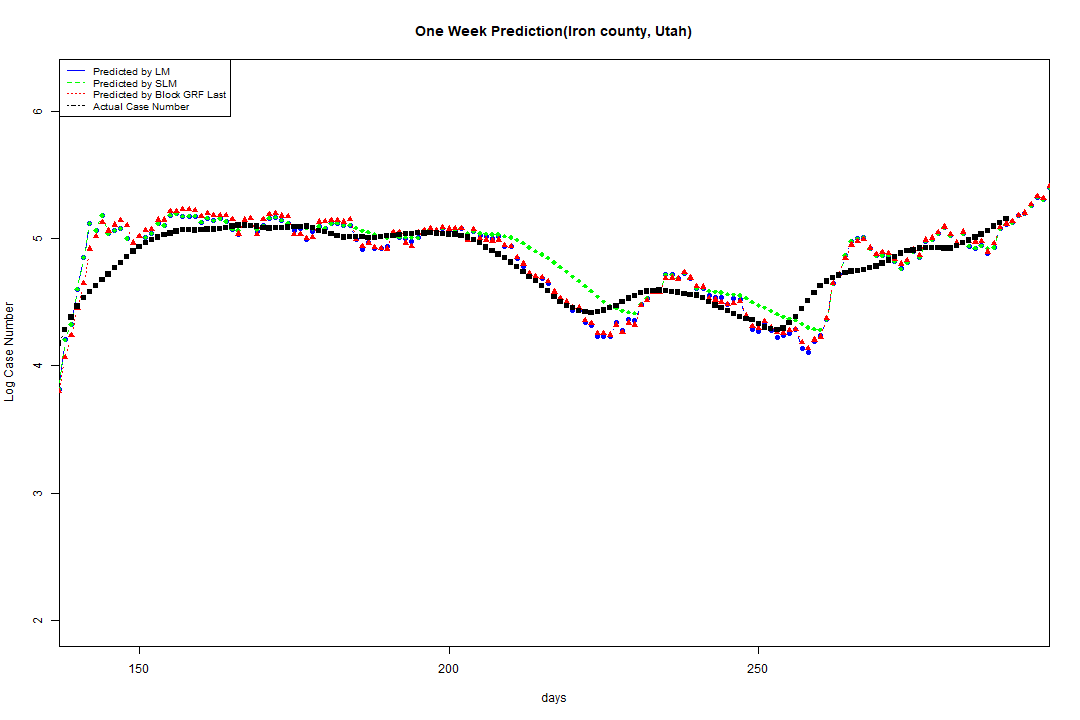 One Week Prediction(Iron county, Utah)
Predicted by LM
Predicted by SLM
Predicted by Block GRF Last
Actual Case Number
6
5
4
3
2
Log Case Number
150 200 250
days